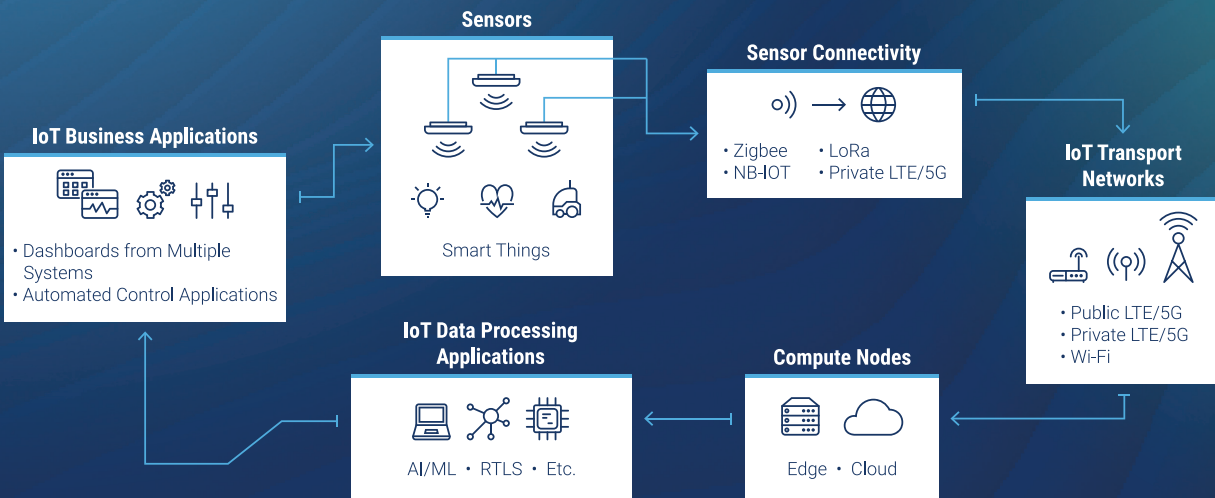 Sensors
Smart Things
Sensor Connectivity
• Zigbee • LoRa
• NB-IOT • Private LTE/5G
IoT Transport
Networks
• Public LTE/5G
• Private LTE/5G
• Wi-Fi
Compute Nodes
Edge • Cloud
IoT Data Processing
Applications
AI/ML • RTLS • Etc.
IoT Business Applications
• Dashboards from Multiple
Systems
• Automated Control Applications